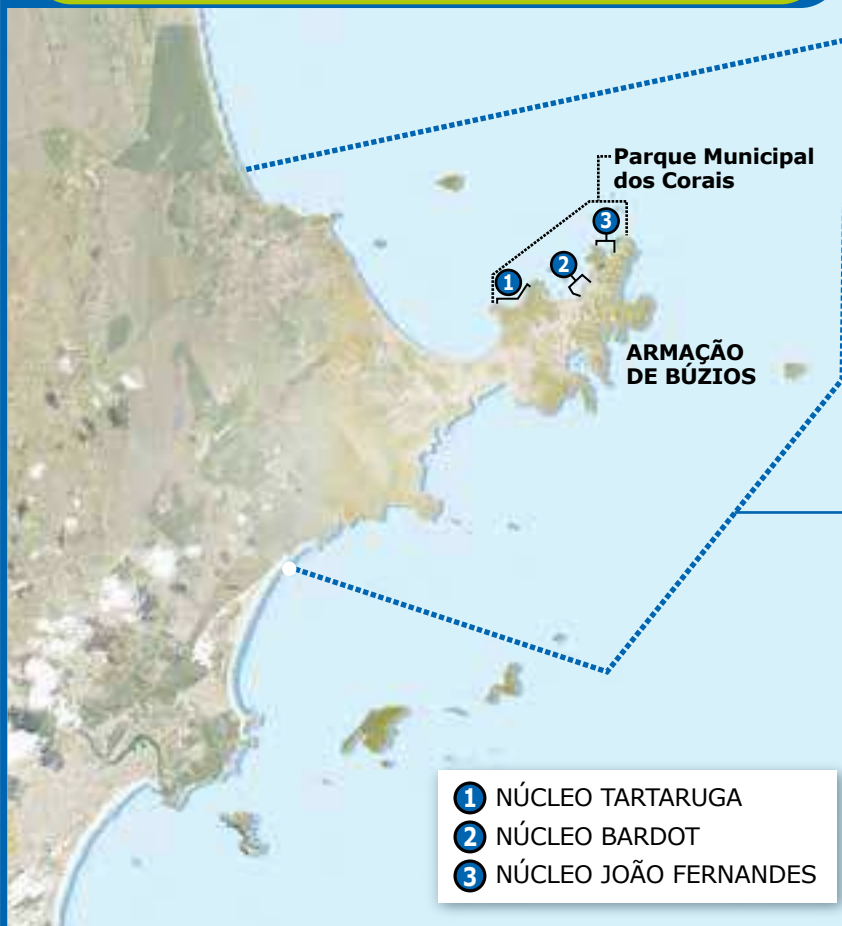 Parque Municipal
dos Corais
3
2
1
ARMAÇÃO
DE BÚZIOS
1 NÚCLEO TARTARUGA
2 NÚCLEO BARDOT
3 NÚCLEO JOÃO FERNANDES